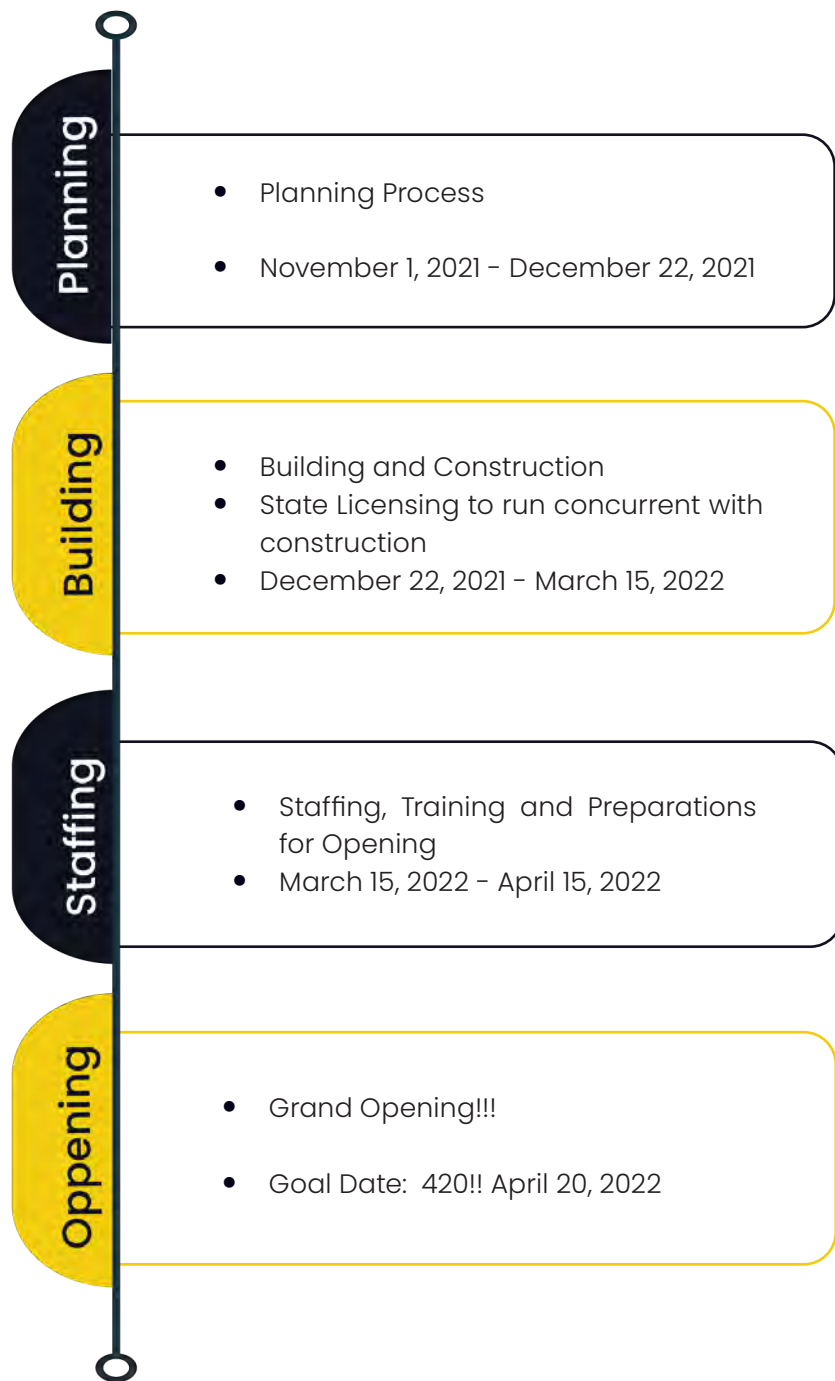 Planning
• Planning Process
• November 1, 2021 - December 22, 2021
Building
• Building and Construction
• State Licensing to run concurrent with
construction
• December 22, 2021 - March 15, 2022
Staffing
• Staffing, Training and Preparations
for Opening
• March 15, 2022 - April 15, 2022
Oppening
• Grand Opening!!!
• Goal Date: 420!! April 20, 2022